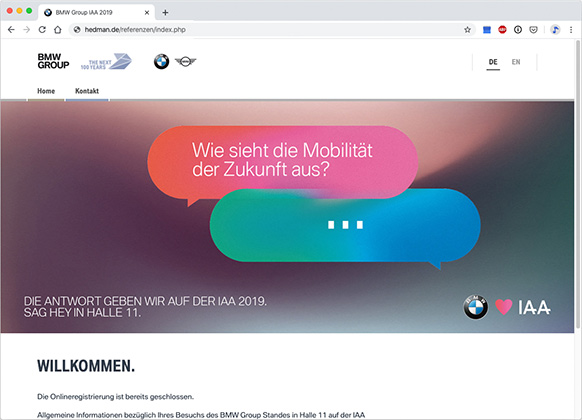 BMW Group IAA 2019
hedman.de/referenzen/index.php
BMW
GROUP
THE NEXT
100 YEARS
DE
EN
Home
Kontakt
Wie sieht die Mobilität
der Zukunft aus?
...
DIE ANTWORT GEBEN WIR AUF DER IAA 2019.
SAG HEY IN HALLE 11.
IAA
WILLKOMMEN.
Die Onlineregistrierung ist bereits geschlossen.
Allgemeine Informationen bezüglich Ihres Besuchs des BMW Group Standes in Halle 11 auf der IAA